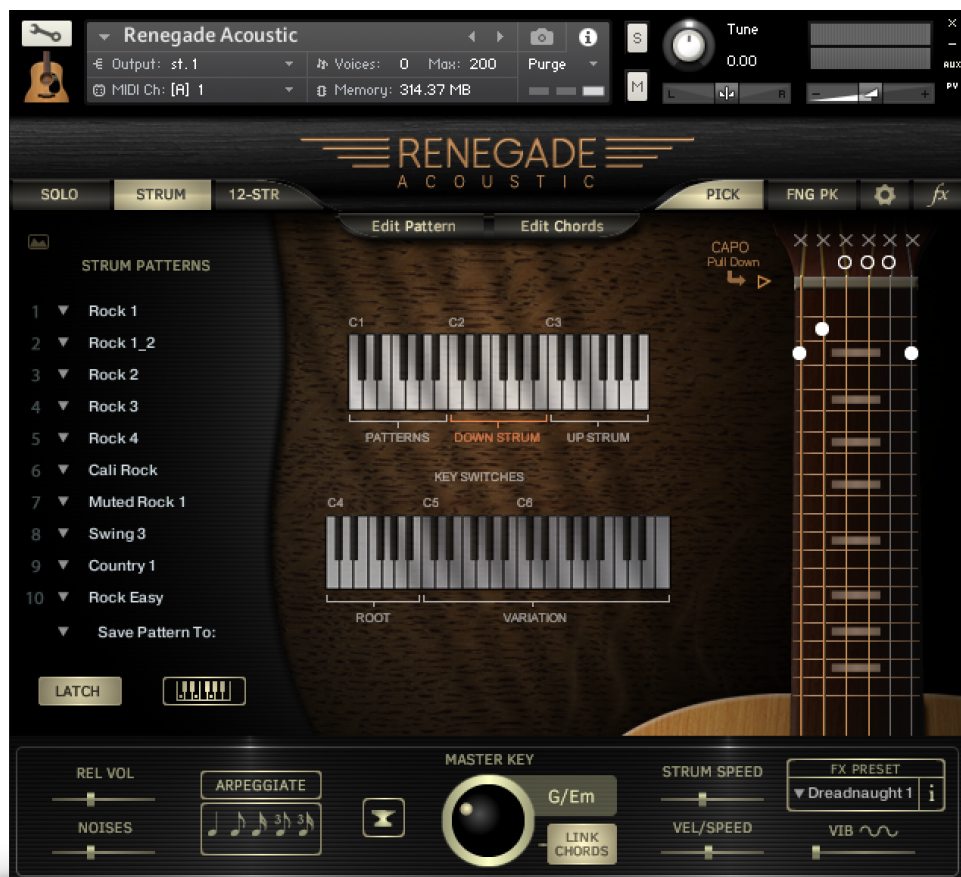 Renegade Acoustic
Output: st. 1
Voices: 0 Max: 200
Purge
MIDI Ch: [A] 1
Memory: 314.37 MB
S
M
Tune
0.00
L R
- +
×
-
AUX
PV
RENEGADE
ACOUSTIC
SOLO STRUM 12-STR
PICK FNG PK fx
Edit Pattern Edit Chords
STRUM PATTERNS
1 Rock 1
2 Rock 1_2
3 Rock 2
4 Rock 3
5 Rock 4
6 Cali Rock
7 Muted Rock 1
8 Swing 3
9 Country 1
10 Rock Easy
Save Pattern To:
LATCH
C1 C2 C3
PATTERNS DOWN STRUM UP STRUM
KEY SWITCHES
C4 C5 C6
ROOT VARIATION
CAPO
Pull Down
× × × × × ×
REL VOL
NOISES
ARPEGGIATE
3 3
MASTER KEY
G/Em
LINK
CHORDS
STRUM SPEED
VEL/SPEED
FX PRESET
Dreadnaught 1 i
VIB